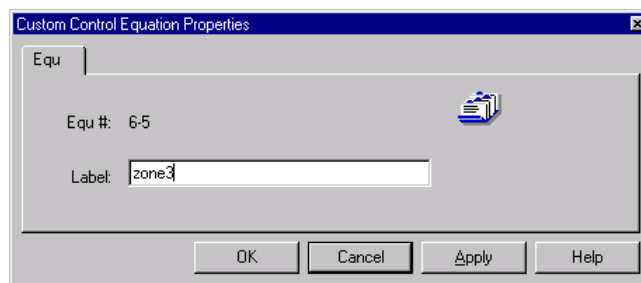 Custom Control Equation Properties
Equ
Equ #: 6-5
Label: zone3
OK Cancel Apply Help